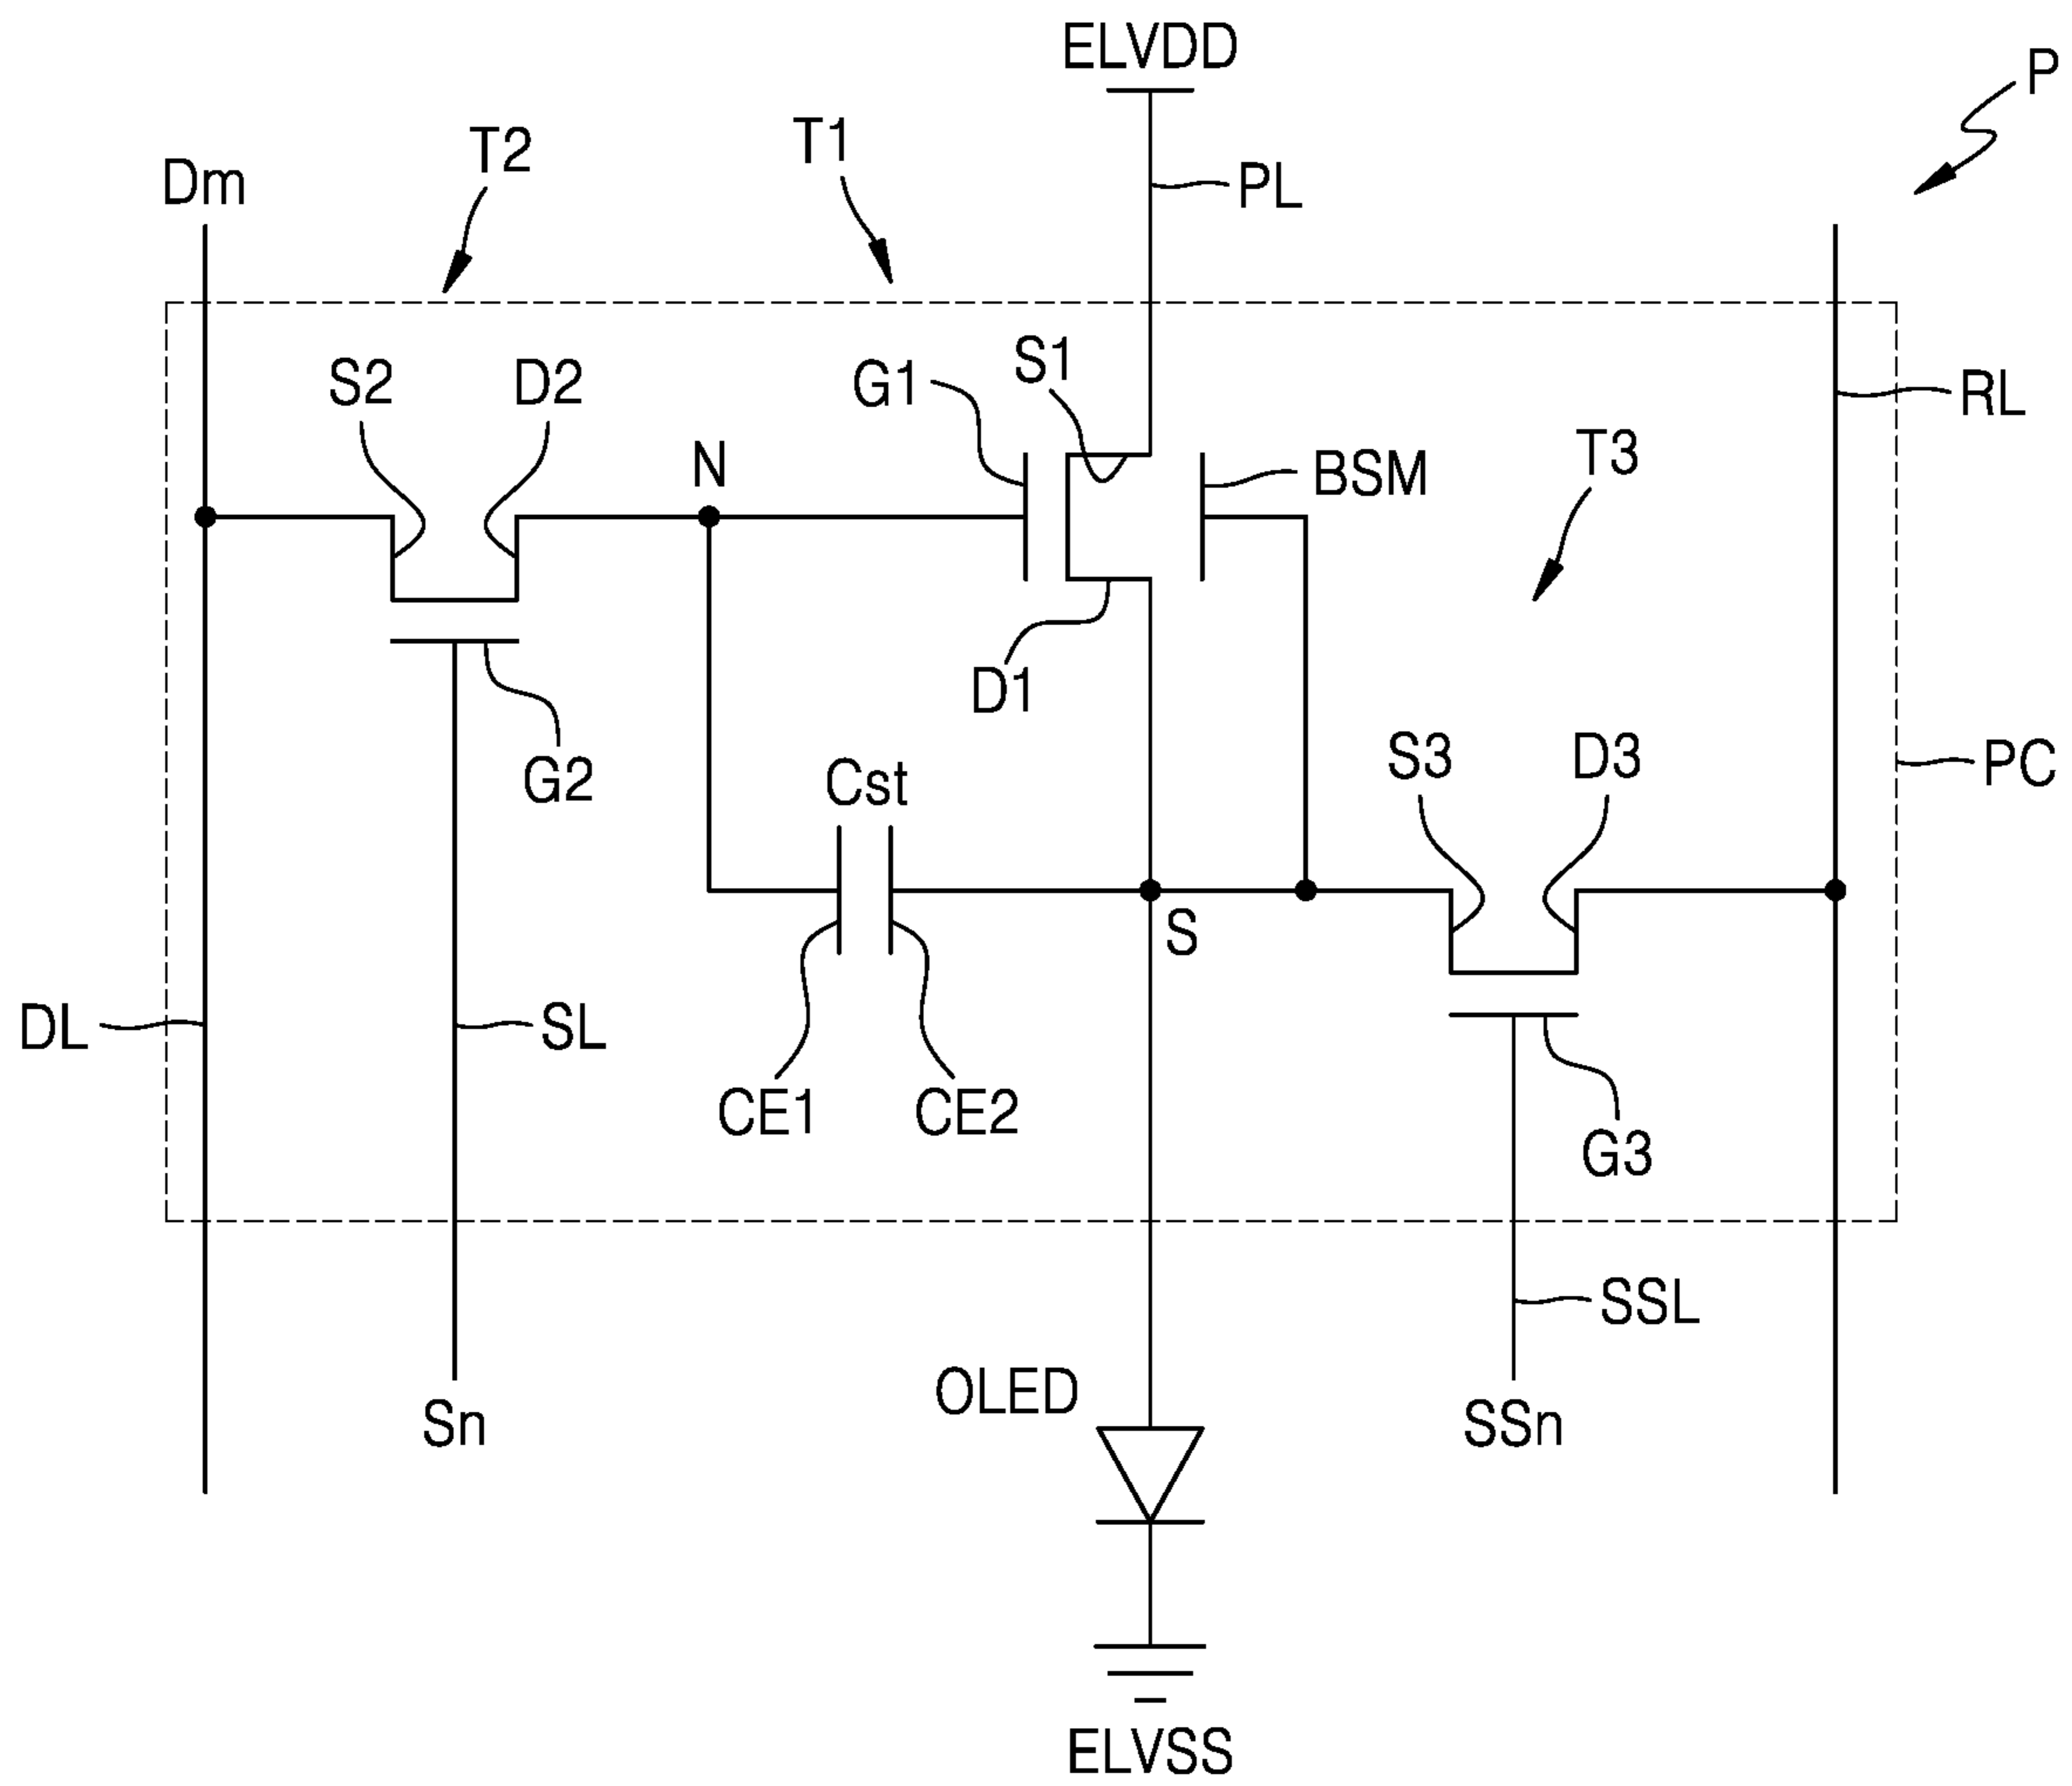 ELVDD
P
T1
T2
Dm
PL
S1
S2
D2
G1
RL
T3
N
BSM
D1
S3
D3
PC
G2
Cst
S
DL
SL
CE1
CE2
G3
SSL
OLED
Sn
SSn
ELVSS